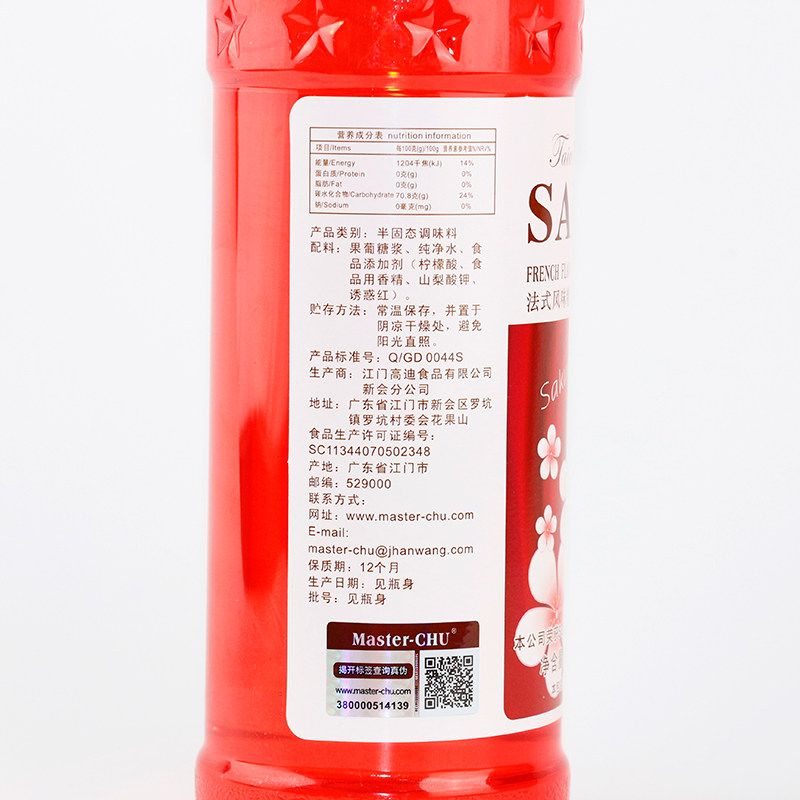 营养成分表 nutrition information
项目/Items 每100克(g)/100g 营养素参考值%/NRV%
能量/Energy 1204千焦(kJ) 14%
蛋白质/Protein 0克(g) 0%
脂肪/Fat 0克(g) 0%
碳水化合物/Carbohydrate 70.8克(g) 24%
钠/Sodium 0毫克(mg) 0%
产品类别：半固态调味料
配料：果葡糖浆、纯净水、食
品添加剂（柠檬酸、食
品用香精、山梨酸钾、
诱惑红）。
贮存方法：常温保存，并置于
阴凉干燥处，避免
阳光直照。
产品标准号：Q/GD 0044S
生产商：江门高迪食品有限公司
新会分公司
地址：广东省江门市新会区罗坑
镇罗坑村委会花果山
食品生产许可证编号：
SC11344070502348
产地：广东省江门市
邮编：529000
联系方式：
网址：www.master-chu.com
E-mail:
master-chu@jhanwang.com
保质期：12个月
生产日期：见瓶身
批号：见瓶身
Master-CHU®
揭开标签查询真伪
www.master-chu.com
380000514139
SA
FRENCH
法式风味
Sak
本公司荣
净含